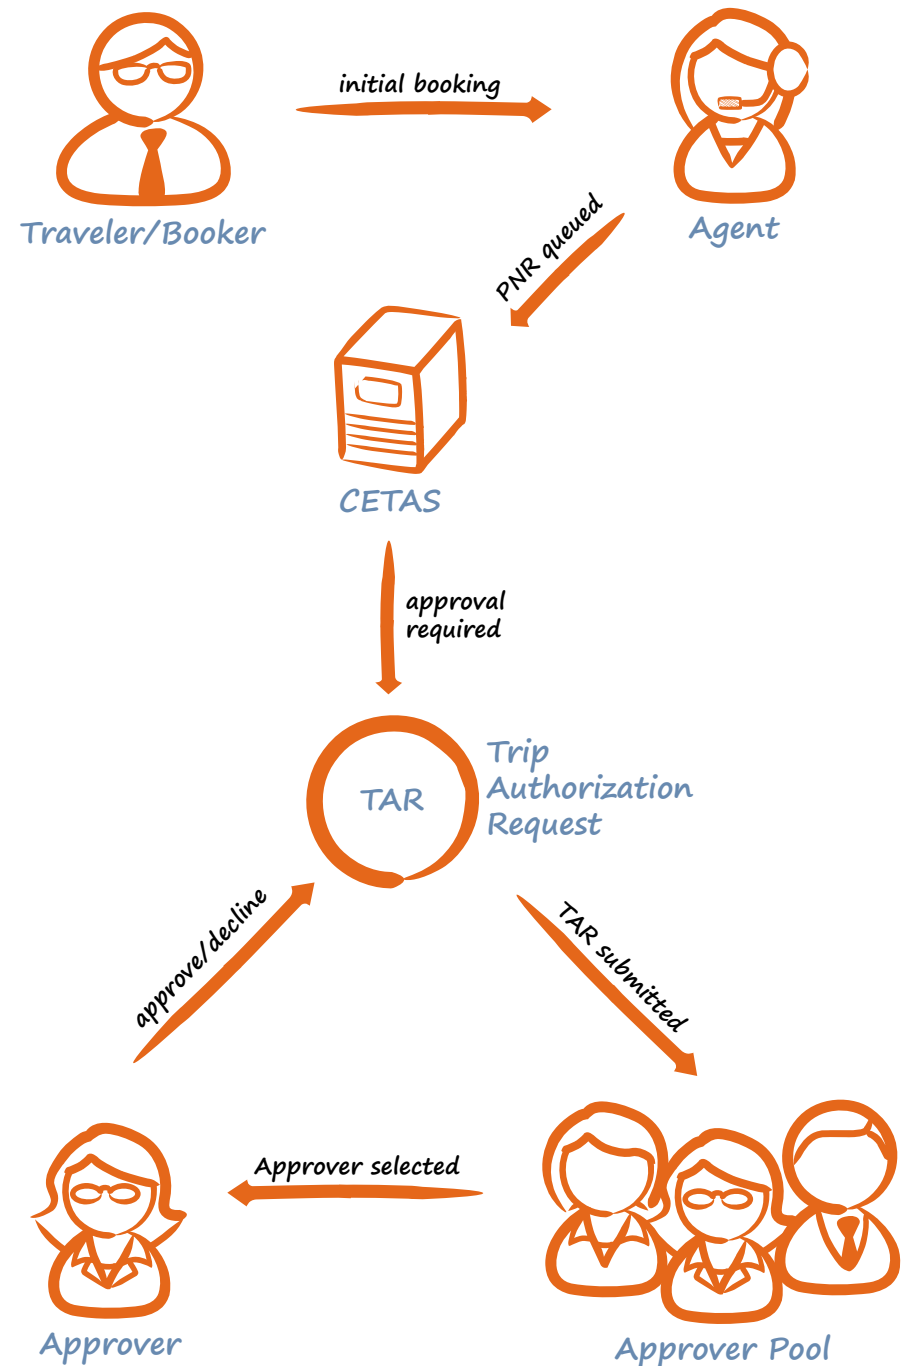 initial booking
Traveler/Booker
Agent
PNR queued
CETAS
approval
required
TAR
Trip
Authorization
Request
approve/decline
TAR submitted
Approver selected
Approver
Approver Pool